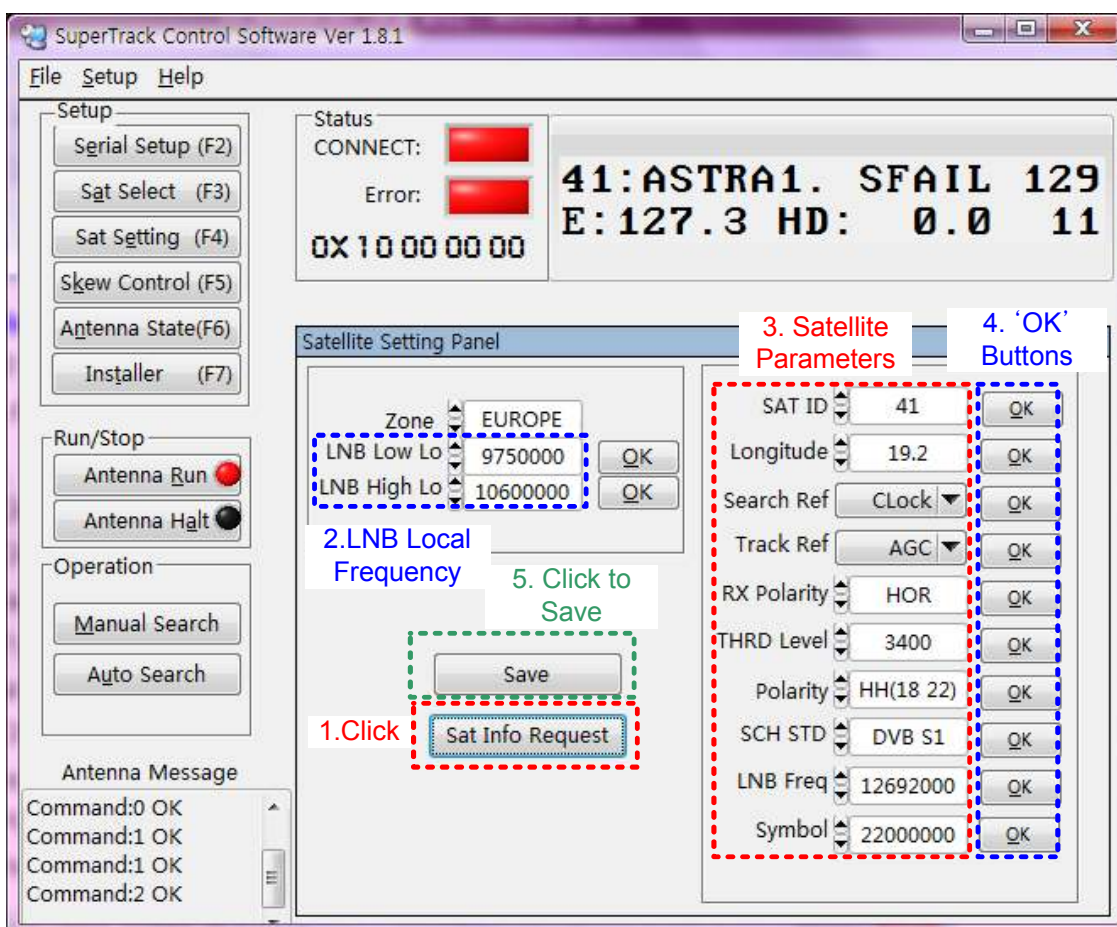 SuperTrack Control Software Ver 1.8.1
File Setup Help
Setup
Serial Setup (F2)
Sat Select (F3)
Sat Setting (F4)
Skew Control (F5)
Antenna State(F6)
Installer (F7)
Run/Stop
Antenna Run
Antenna Halt
Operation
Manual Search
Auto Search
Antenna Message
Command:0 OK
Command:1 OK
Command:1 OK
Command:2 OK
Status
CONNECT:
Error:
0X 10 00 00 00
41:ASTRA1. SFAIL 129
E:127.3 HD: 0.0 11
Satellite Setting Panel
Zone EUROPE
LNB Low Lo 9750000 OK
LNB High Lo 10600000 OK
2.LNB Local
Frequency
5. Click to
Save
Save
1.Click
Sat Info Request
3. Satellite
Parameters
4. ‘OK’
Buttons
SAT ID 41 OK
Longitude 19.2 OK
Search Ref CLock OK
Track Ref AGC OK
RX Polarity HOR OK
THRD Level 3400 OK
Polarity HH(18 22) OK
SCH STD DVB S1 OK
LNB Freq 12692000 OK
Symbol 22000000 OK